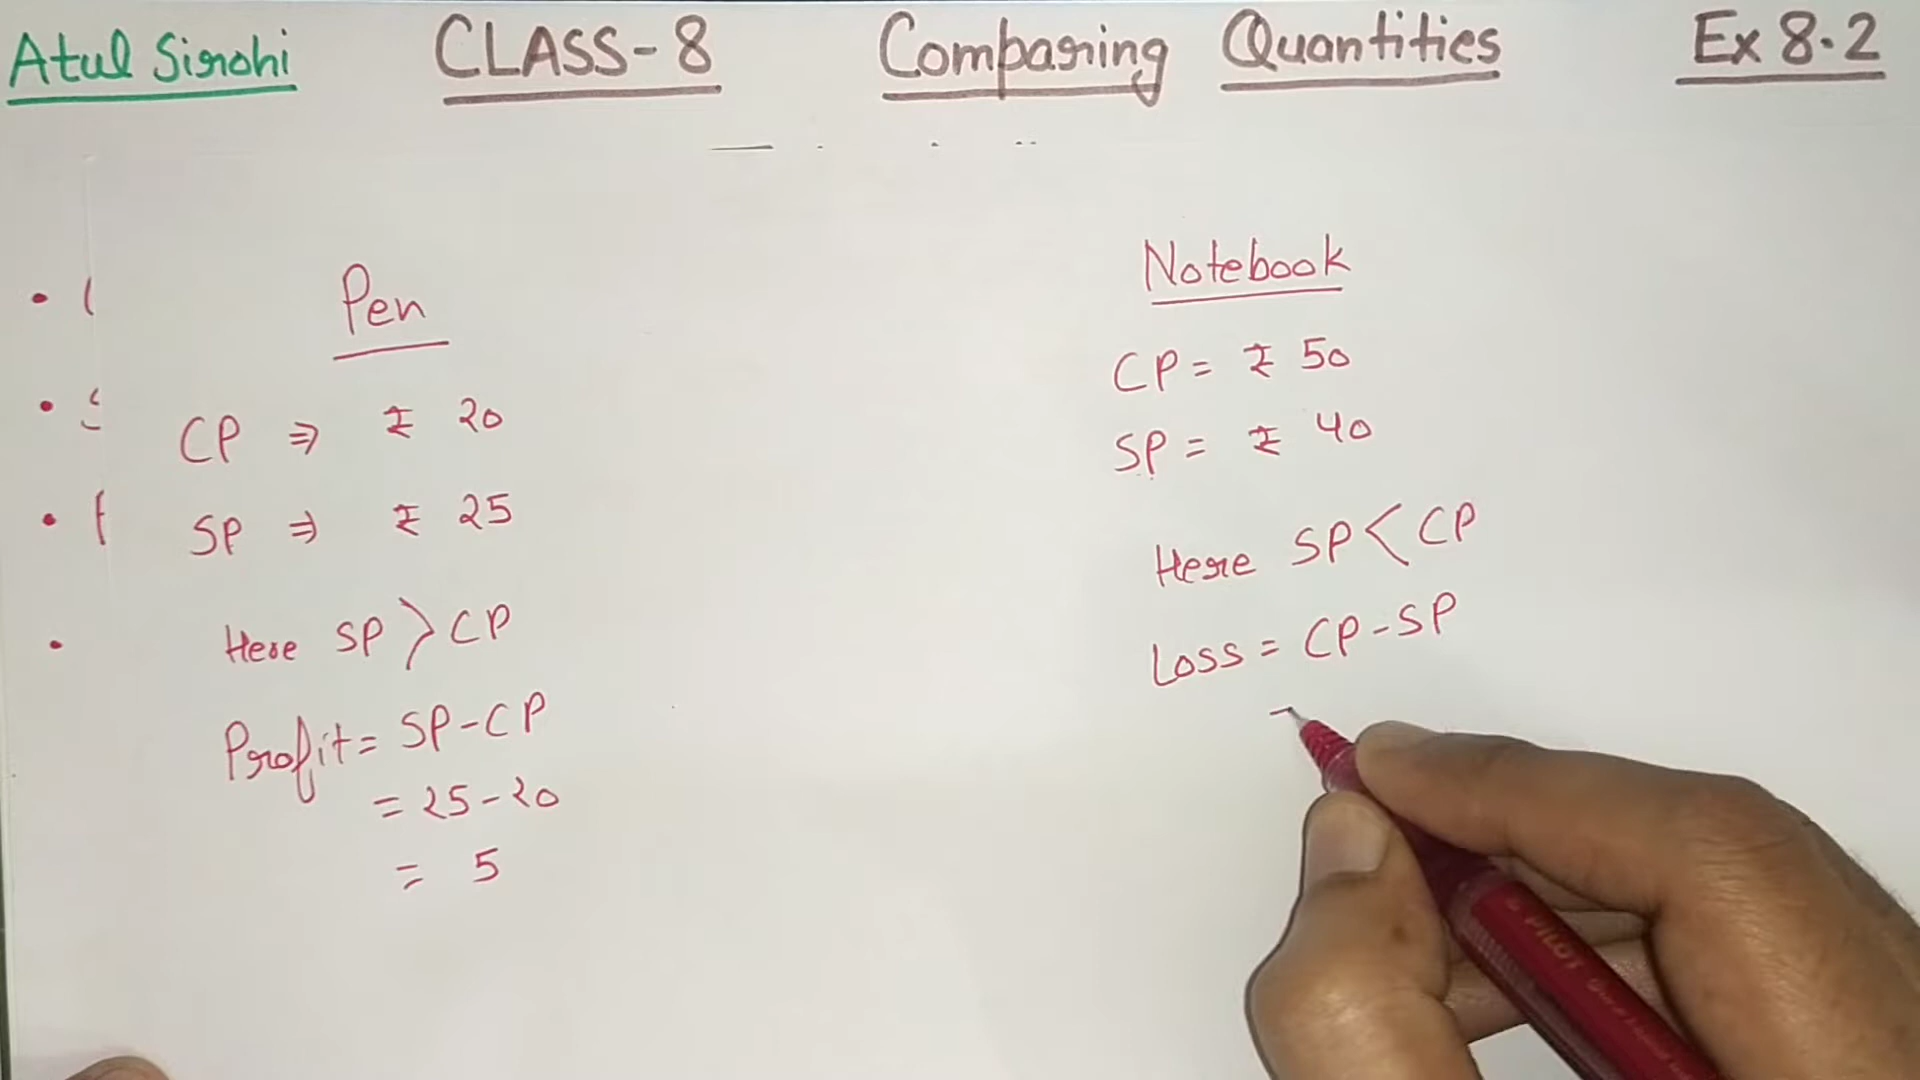 Atul Sirohi CLASS-8 Comparing Quantities Ex 8.2
Pen
CP ⇒ ₹ 20
SP ⇒ ₹ 25
Here SP > CP
Profit = SP - CP
= 25 - 20
= 5
Notebook
CP = ₹ 50
SP = ₹ 40
Here SP < CP
Loss = CP - SP
PILOT